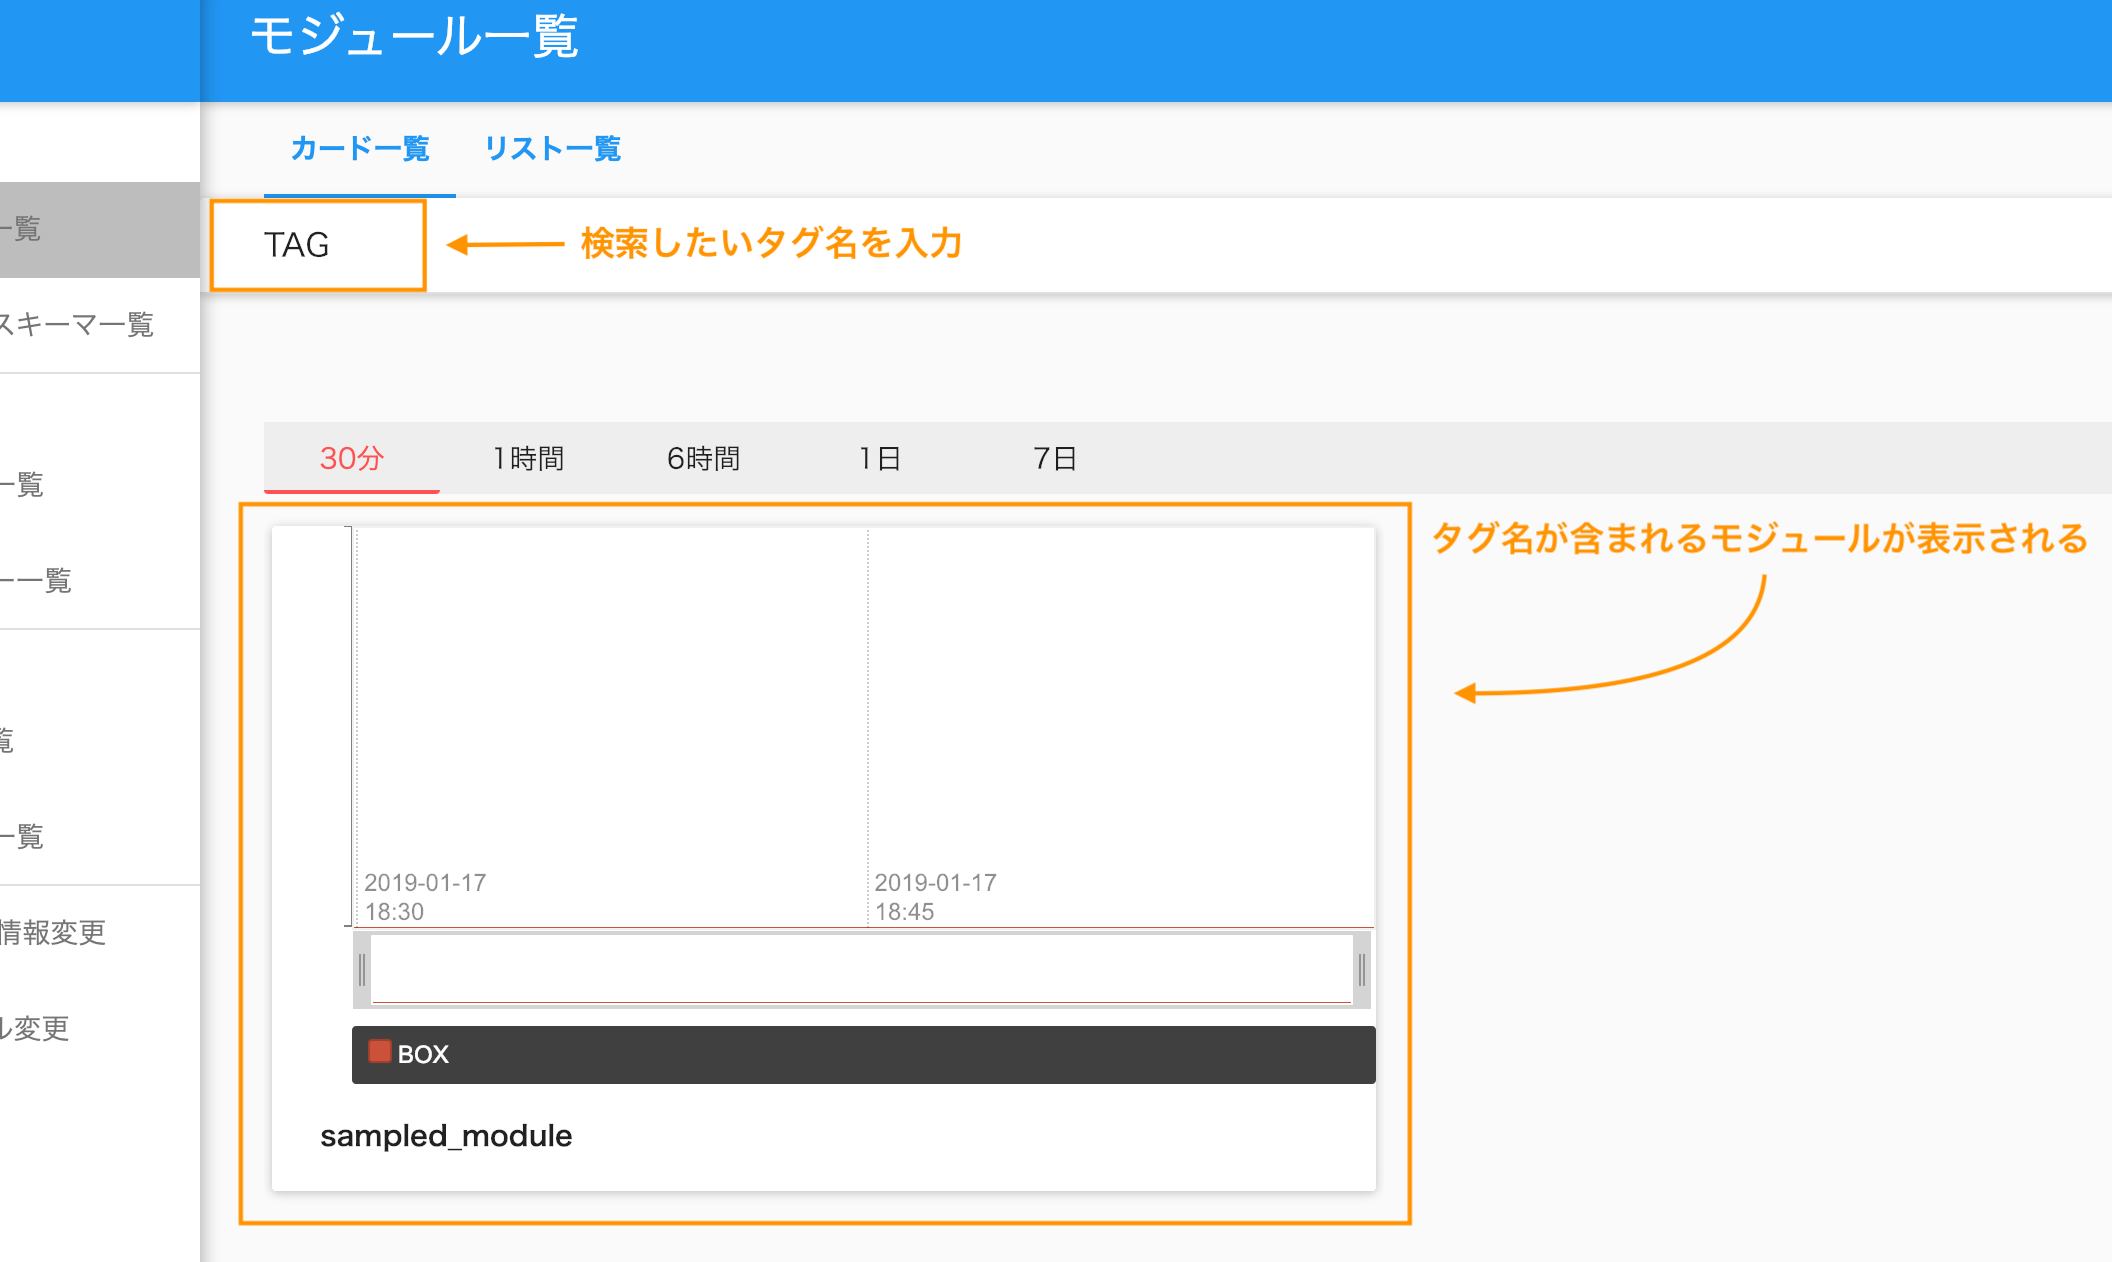 モジュール一覧
カード一覧 リスト一覧
一覧
TAG 検索したいタグ名を入力
スキーマ一覧
30分 1時間 6時間 1日 7日
一覧
タグ名が含まれるモジュールが表示される
ー一覧
覧
一覧
2019-01-17 2019-01-17
18:30 18:45
情報変更
ル変更
BOX
sampled_module